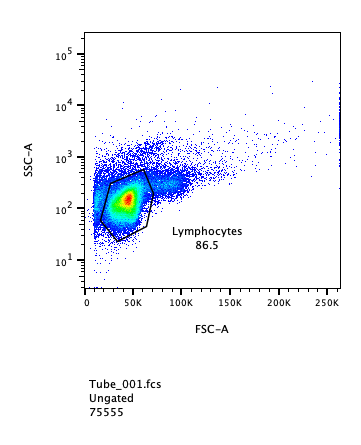 10^5
10^4
10^3
10^2
10^1
SSC-A
Lymphocytes
86.5
0 50K 100K 150K 200K 250K
FSC-A
Tube_001.fcs
Ungated
75555